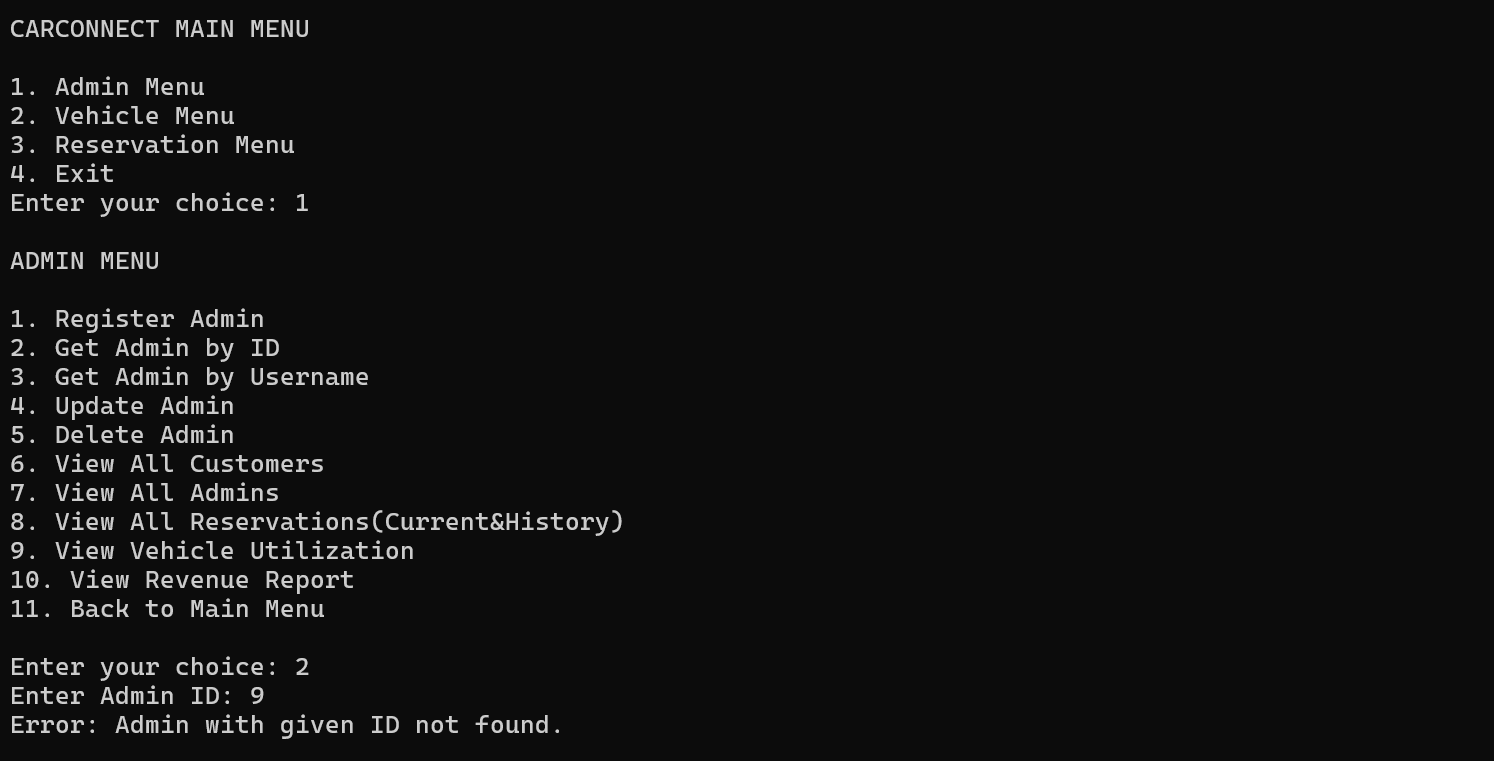 CARCONNECT MAIN MENU
1. Admin Menu
2. Vehicle Menu
3. Reservation Menu
4. Exit
Enter your choice: 1
ADMIN MENU
1. Register Admin
2. Get Admin by ID
3. Get Admin by Username
4. Update Admin
5. Delete Admin
6. View All Customers
7. View All Admins
8. View All Reservations(Current&History)
9. View Vehicle Utilization
10. View Revenue Report
11. Back to Main Menu
Enter your choice: 2
Enter Admin ID: 9
Error: Admin with given ID not found.